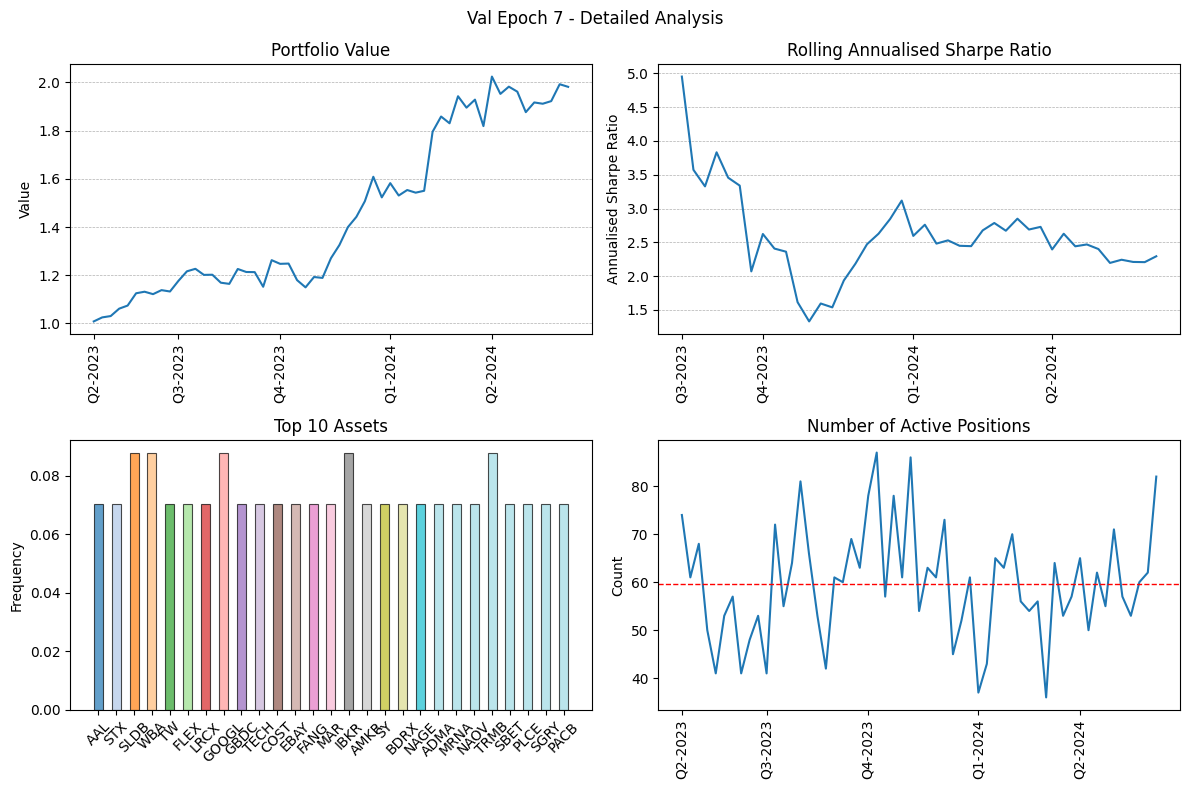 Val Epoch 7 - Detailed Analysis
Portfolio Value
Value
2.0
1.8
1.6
1.4
1.2
1.0
Q2-2023
Q3-2023
Q4-2023
Q1-2024
Q2-2024
Rolling Annualised Sharpe Ratio
Annualised Sharpe Ratio
5.0
4.5
4.0
3.5
3.0
2.5
2.0
1.5
Q3-2023
Q4-2023
Q1-2024
Q2-2024
Top 10 Assets
Frequency
0.08
0.06
0.04
0.02
0.00
AAL
STX
SLDB
WBA
TW
FLEX
LRCX
GOOGL
GBDC
TECH
COST
EBAY
FANG
MAR
IBKR
AMKR
SY
BDRX
NAGE
ADMA
MRNA
NAOV
TRMB
SBET
PLCE
SGRY
PACB
Number of Active Positions
Count
80
70
60
50
40
Q2-2023
Q3-2023
Q4-2023
Q1-2024
Q2-2024